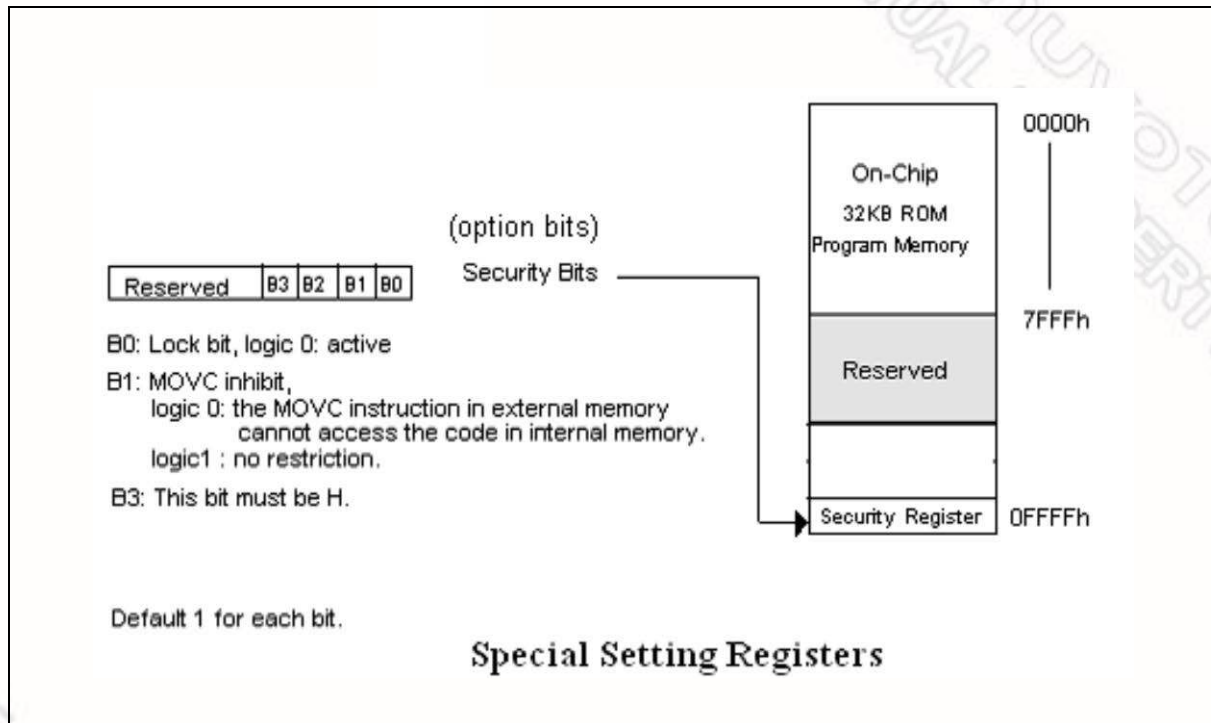 0000h
On-Chip
32KB ROM
Program Memory
(option bits)
Security Bits
Reserved B3 B2 B1 B0
7FFFh
B0: Lock bit, logic 0: active
Reserved
B1: MOVC inhibit,
logic 0: the MOVC instruction in external memory
cannot access the code in internal memory.
logic1 : no restriction.
B3: This bit must be H.
Security Register
0FFFFh
Default 1 for each bit.
Special Setting Registers